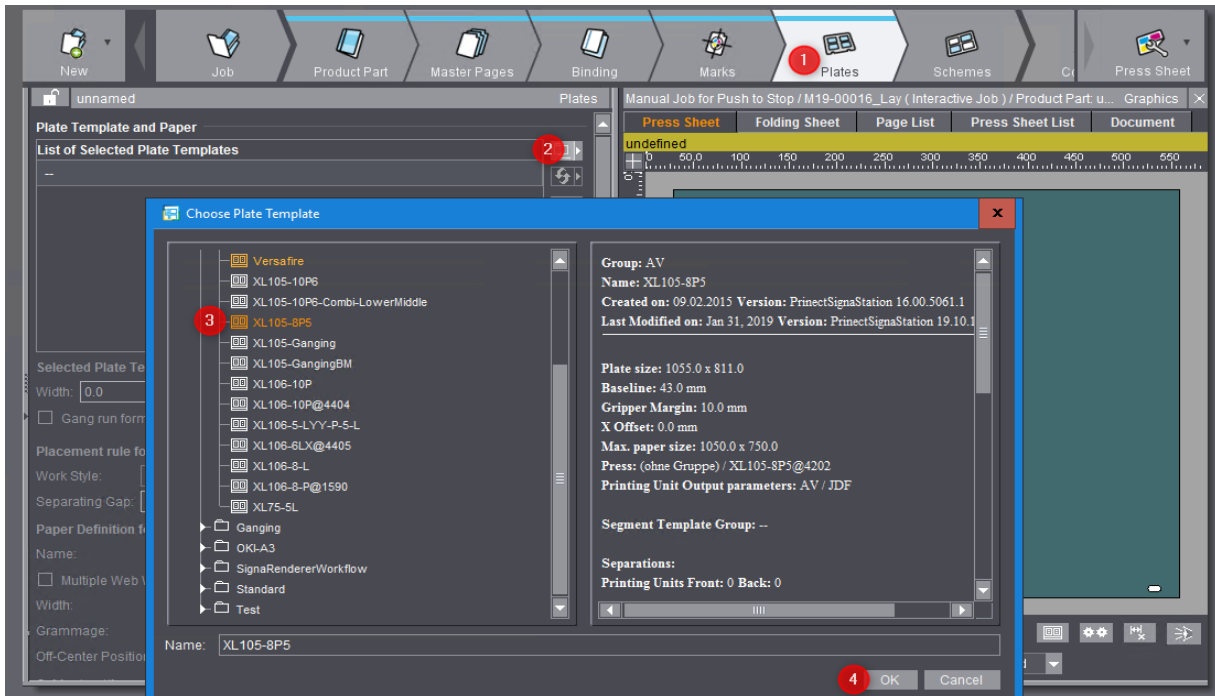 New
Job
Product Part
Master Pages
Binding
1
Marks
Plates
Schemes
Press Sheet
unnamed
Plates
Manual Job for Push to Stop / M19-00016_Lay ( Interactive Job ) / Product Part: u... Graphics
Plate Template and Paper
Press Sheet Folding Sheet Page List Press Sheet List Document
List of Selected Plate Templates
2
undefined
--
0 50.0 100 150 200 250 300 350 400 450 500 550
0
Choose Plate Template
x
Versafire
XL105-10P6
XL105-10P6-Combi-LowerMiddle
3
XL105-8P5
XL105-Ganging
XL105-GangingBM
XL106-10P
XL106-10P@4404
XL106-5-LYY-P-5-L
XL106-6LX@4405
XL106-8-L
XL106-8-P@1590
XL75-5L
Ganging
OKI-A3
SignaRendererWorkflow
Standard
Test
Group: AV
Name: XL105-8P5
Created on: 09.02.2015 Version: PrinectSignaStation 16.00.5061.1
Last Modified on: Jan 31, 2019 Version: PrinectSignaStation 19.10.1
Plate size: 1055.0 x 811.0
Baseline: 43.0 mm
Gripper Margin: 10.0 mm
X Offset: 0.0 mm
Max. paper size: 1050.0 x 750.0
Press: (ohne Gruppe) / XL105-8P5@4202
Printing Unit Output parameters: AV / JDF
Segment Template Group: --
Separations:
Printing Units Front: 0 Back: 0
Selected Plate Te
Width: 0.0
Gang run form
Placement rule fo
Work Style:
Separating Gap:
Paper Definition f
Name:
Multiple Web
Width:
Grammage:
Off-Center Position
Name: XL105-8P5
4
OK
Cancel